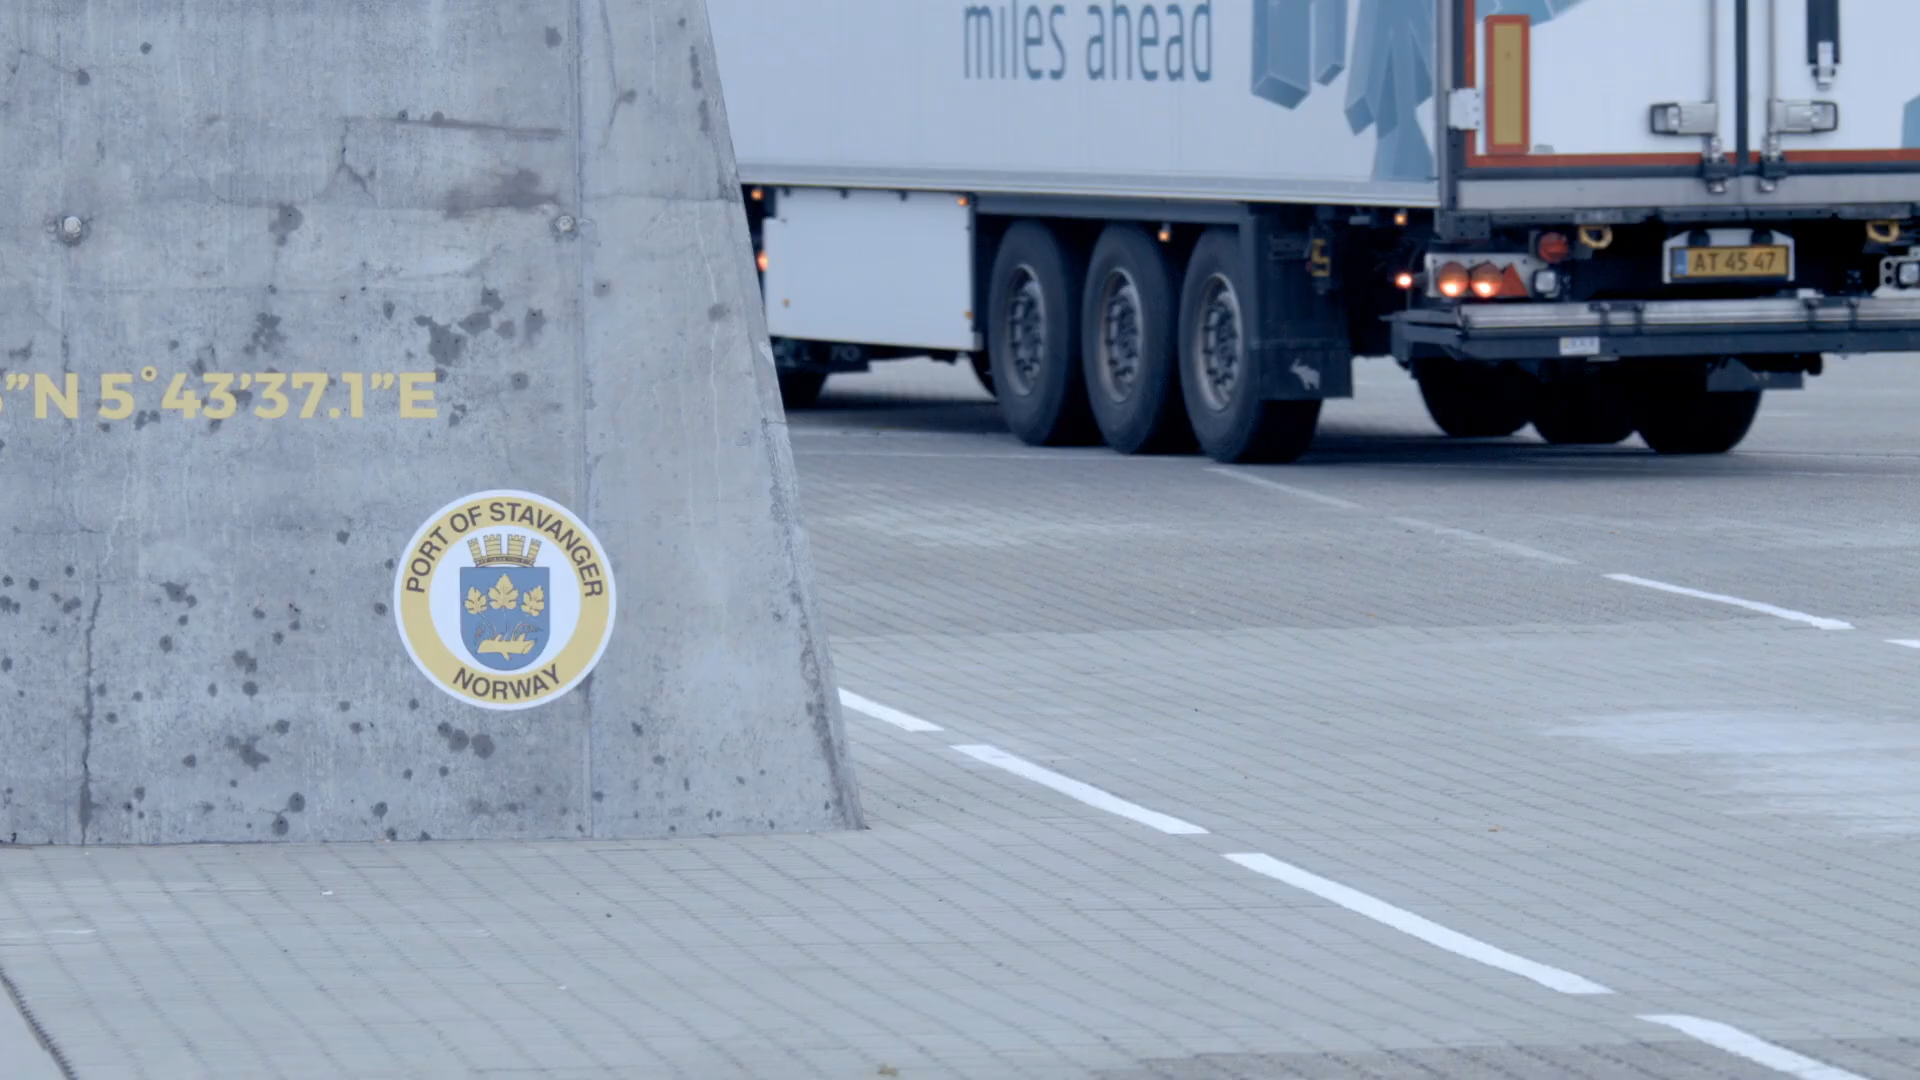 miles ahead
AT 45 47
"N 5°43'37.1"E
PORT OF STAVANGER
NORWAY